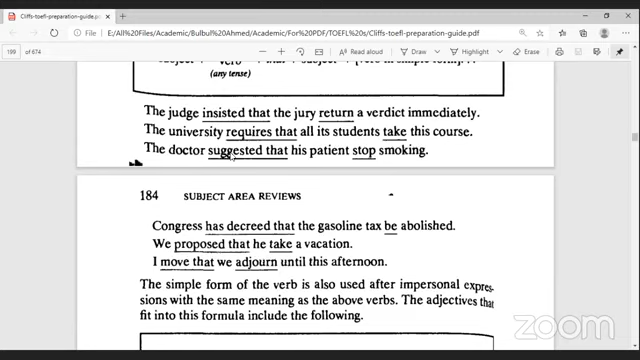 E:/All Files/Academic/Bulbul Ahmed/Academic/For PDF/TOEFL 0s/Cliffs-toefl-preparation-guide.pdf
199 of 674 Read aloud Draw Highlight Erase
verb
(any tense)
The judge insisted that the jury return a verdict immediately.
The university requires that all its students take this course.
The doctor suggested that his patient stop smoking.
184 SUBJECT AREA REVIEWS
Congress has decreed that the gasoline tax be abolished.
We proposed that he take a vacation.
I move that we adjourn until this afternoon.
The simple form of the verb is also used after impersonal expres-
sions with the same meaning as the above verbs. The adjectives that
fit into this formula include the following.
zoom